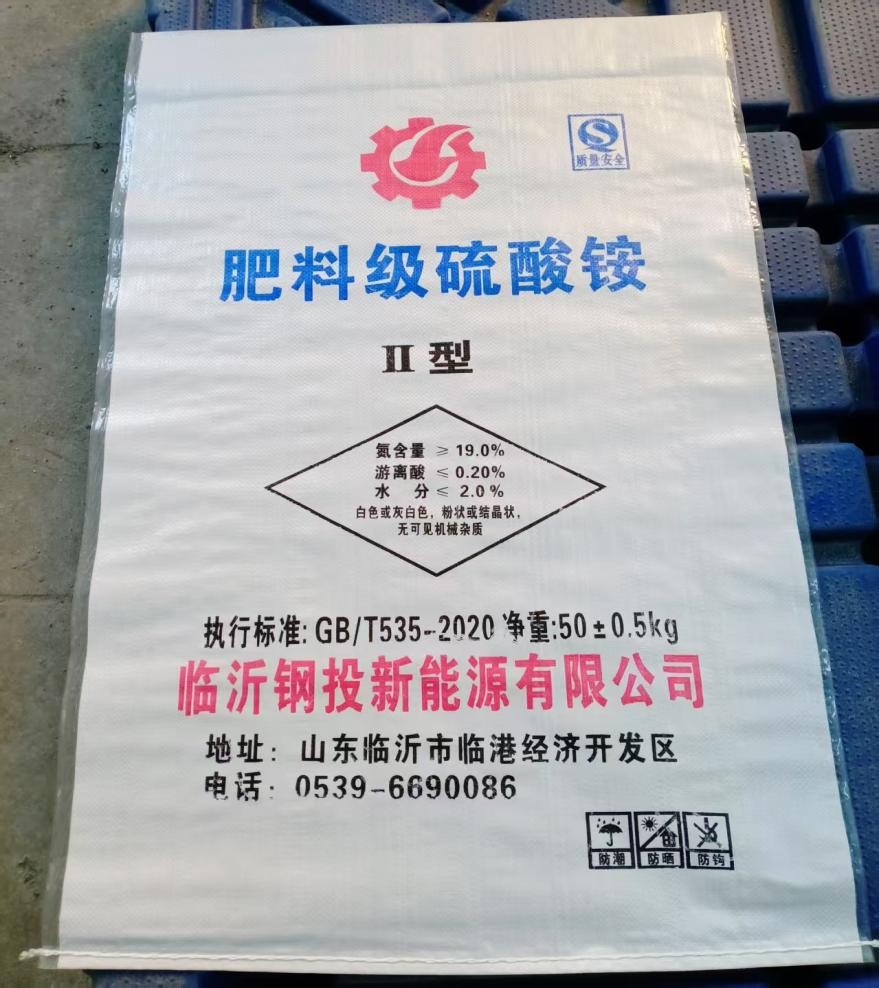 质量安全
肥料级硫酸铵
II型
氮含量 ≥ 19.0%
游离酸 ≤ 0.20%
水 分 ≤ 2.0%
白色或灰白色，粉状或结晶状，
无可见机械杂质
执行标准: GB/T535-2020 净重:50±0.5kg
临沂钢投新能源有限公司
地址：山东临沂市临港经济开发区
电话：0539-6690086
防潮 防晒 防钩